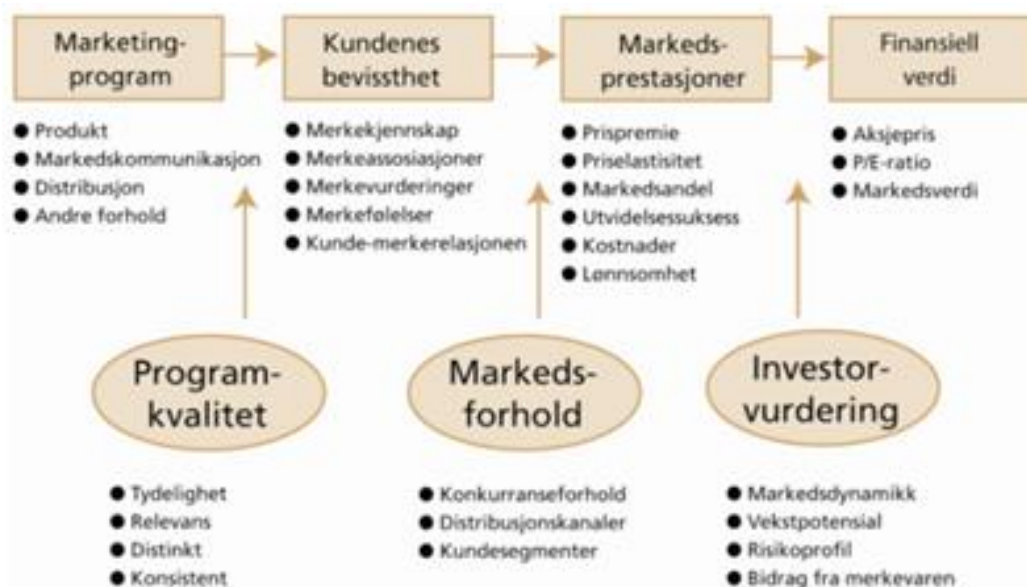 Marketing-
program
Kundenes
bevissthet
Markeds-
prestasjoner
Finansiell
verdi
● Produkt
● Markedskommunikasjon
● Distribusjon
● Andre forhold
● Merkekjennskap
● Merkeassosiasjoner
● Merkevurderinger
● Merkefølelser
● Kunde-merkerelasjonen
● Prispremie
● Priselastisitet
● Markedsandel
● Utvidelsessuksess
● Kostnader
● Lønnsomhet
● Aksjepris
● P/E-ratio
● Markedsverdi
Program-
kvalitet
Markeds-
forhold
Investor-
vurdering
● Tydelighet
● Relevans
● Distinkt
● Konsistent
● Konkurranseforhold
● Distribusjonskanaler
● Kundesegmenter
● Markedsdynamikk
● Vekstpotensial
● Risikoprofil
● Bidrag fra merkevaren